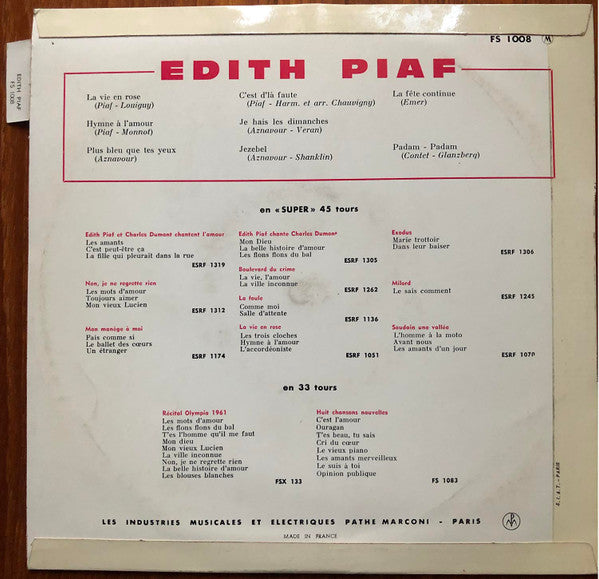 FS 1008 M
EDITH PIAF
FS 1008
EDITH PIAF
La vie en rose
(Piaf - Louiguy)
Hymne à l'amour
(Piaf - Monnot)
Plus bleu que tes yeux
(Aznavour)
C'est d'là faute
(Piaf - Harm. et arr. Chauvigny)
Je hais les dimanches
(Aznavour - Veran)
Jezebel
(Aznavour - Shanklin)
La fête continue
(Emer)
Padam - Padam
(Contet - Glanzberg)
en « SUPER » 45 tours
Edith Piaf et Charles Dumont chantent l'amour
Les amants
C'est peut-être ça
La fille qui pleurait dans la rue
ESRF 1319
Non, je ne regrette rien
Les mots d'amour
Toujours aimer
Mon vieux Lucien
ESRF 1312
Mon manège à moi
Fais comme si
Le ballet des cœurs
Un étranger
ESRF 1174
Edith Piaf chante Charles Dumont
Mon Dieu
La belle histoire d'amour
Les flons flons du bal
ESRF 1305
Boulevard du crime
La vie, l'amour
La ville inconnue
ESRF 1262
La foule
Comme moi
Salle d'attente
ESRF 1136
La vie en rose
Les trois cloches
Hymne à l'amour
L'accordéoniste
ESRF 1051
Exodus
Marie trottoir
Dans leur baiser
ESRF 1306
Milord
Je sais comment
ESRF 1245
Soudain une vallée
L'homme à la moto
Avant nous
Les amants d'un jour
ESRF 1070
en 33 tours
Récital Olympia 1961
Les mots d'amour
Les flons flons du bal
T'es l'homme qu'il me faut
Mon dieu
Mon vieux Lucien
La ville inconnue
Non, je ne regrette rien
La belle histoire d'amour
Les blouses blanches
FSX 133
Huit chansons nouvelles
C'est l'amour
Ouragan
T'es beau, tu sais
Cri du cœur
Le vieux piano
Les amants merveilleux
Je suis à toi
Opinion publique
FS 1083
D.I.L.A.T. - PARIS
LES INDUSTRIES MUSICALES ET ELECTRIQUES PATHE MARCONI - PARIS
MADE IN FRANCE